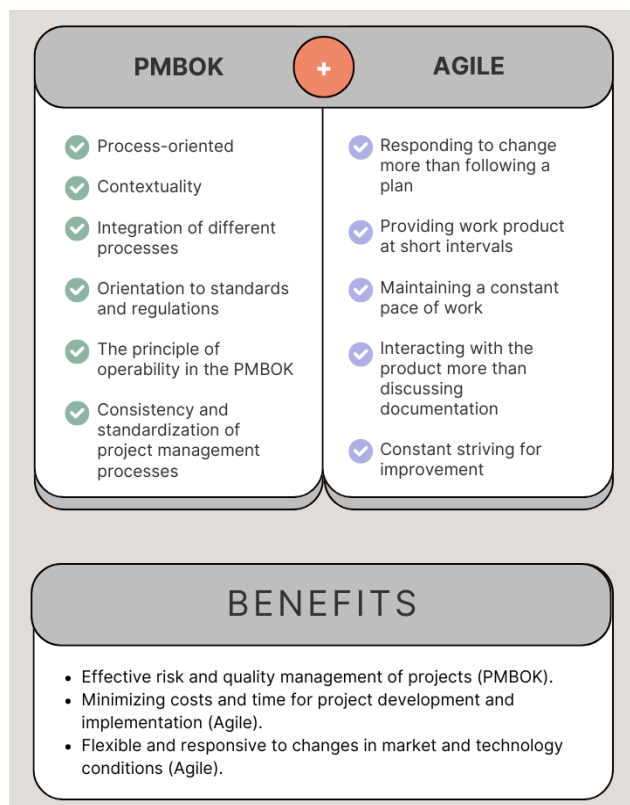 PMBOK + AGILE
Process-oriented
Contextuality
Integration of different
processes
Orientation to standards
and regulations
The principle of
operability in the PMBOK
Consistency and
standardization of
project management
processes
Responding to change
more than following a
plan
Providing work product
at short intervals
Maintaining a constant
pace of work
Interacting with the
product more than
discussing
documentation
Constant striving for
improvement
BENEFITS
• Effective risk and quality management of projects (PMBOK).
• Minimizing costs and time for project development and
implementation (Agile).
• Flexible and responsive to changes in market and technology
conditions (Agile).